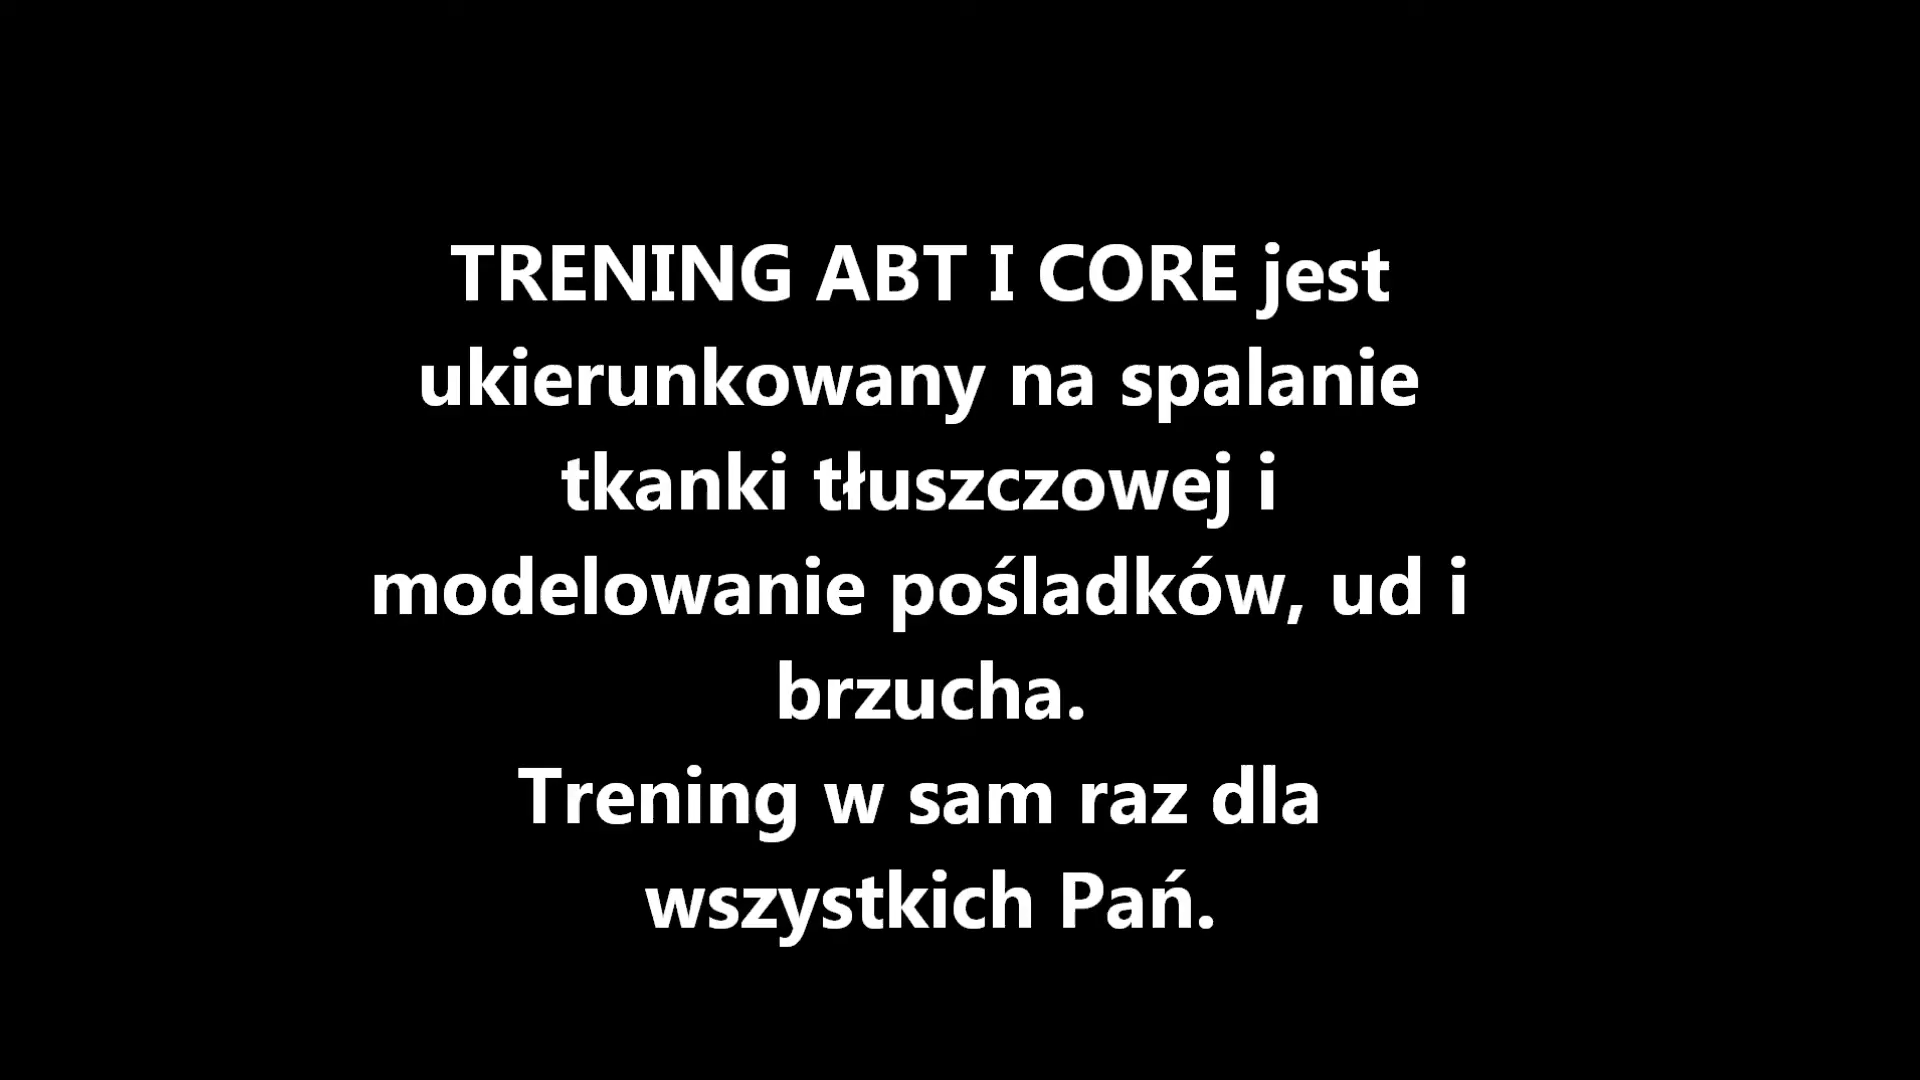 TRENING ABT I CORE jest
ukierunkowany na spalanie
tkanki tłuszczowej i
modelowanie pośladków, ud i
brzucha.
Trening w sam raz dla
wszystkich Pań.